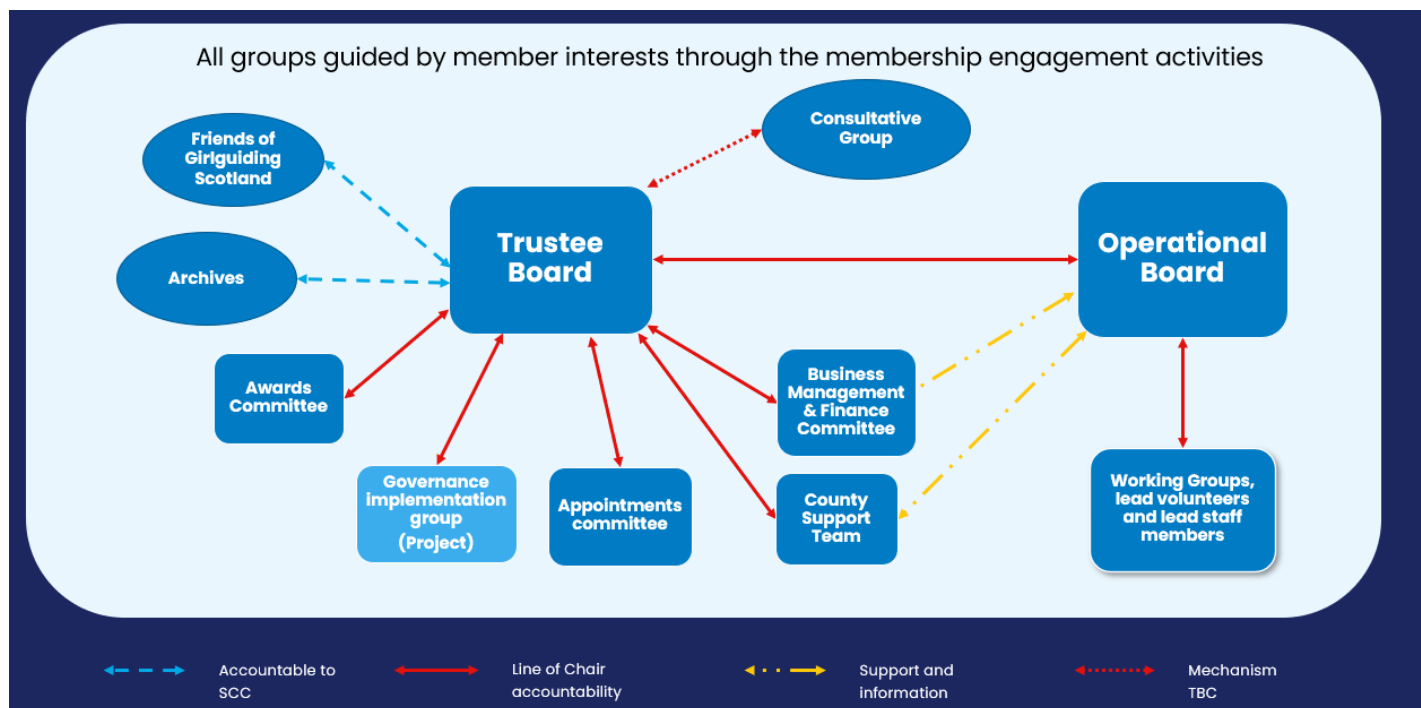 All groups guided by member interests through the membership engagement activities
Friends of
Girlguiding
Scotland
Consultative
Group
Archives
Trustee
Board
Operational
Board
Awards
Committee
Business
Management
& Finance
Committee
Governance
implementation
group
(Project)
Appointments
committee
County
Support
Team
Working Groups,
lead volunteers
and lead staff
members
Accountable to
SCC
Line of Chair
accountability
Support and
information
Mechanism
TBC